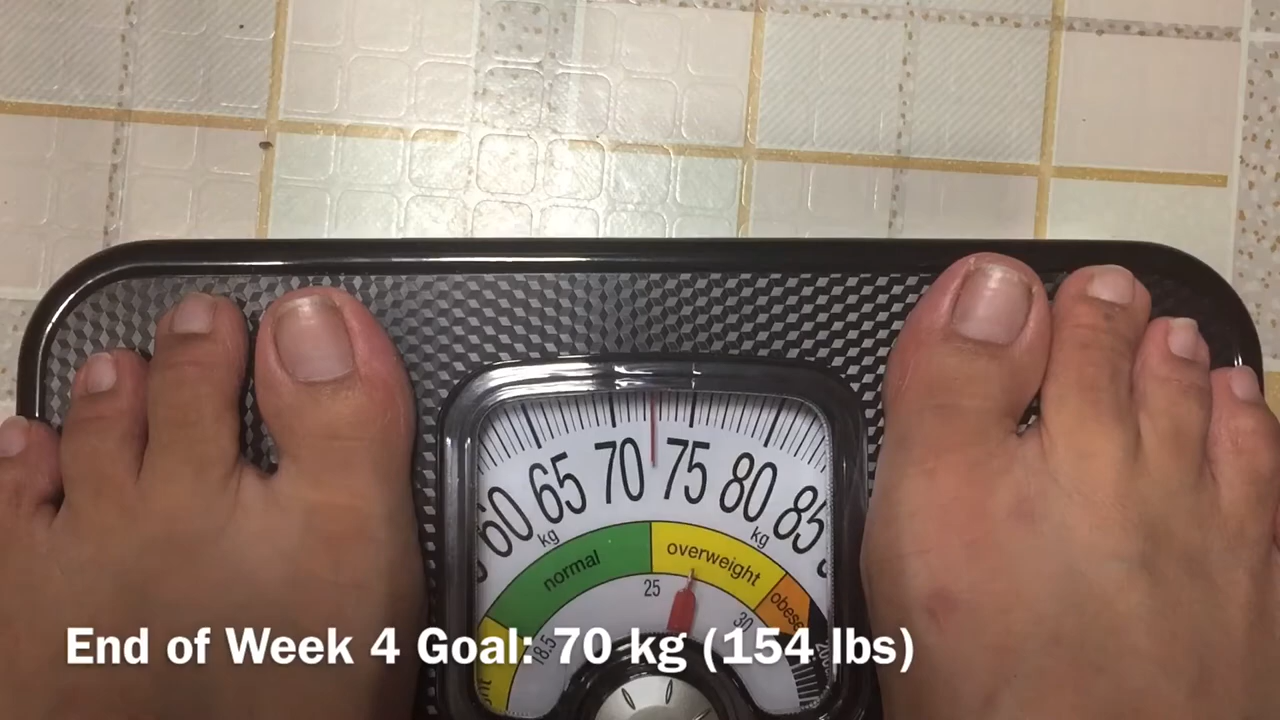 60 65 70 75 80 85
kg kg
normal overweight obese
18.5 25 30
End of Week 4 Goal: 70 kg (154 lbs)